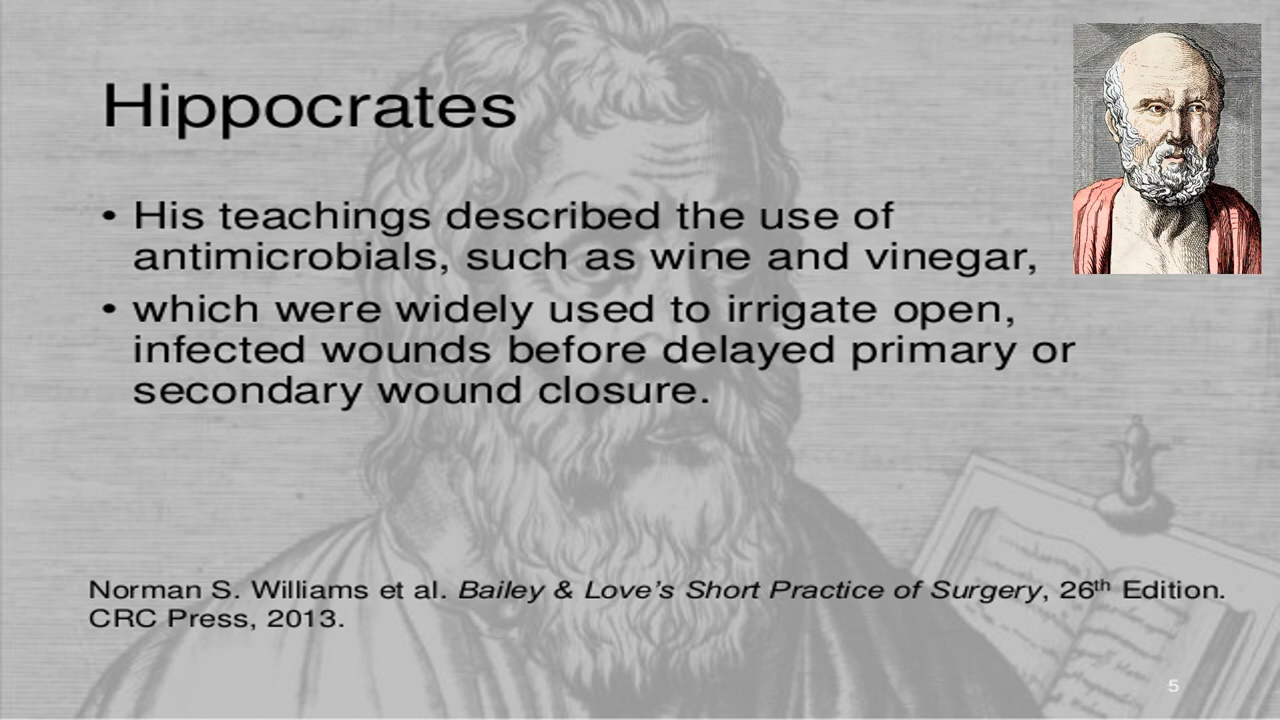 Hippocrates
• His teachings described the use of
antimicrobials, such as wine and vinegar,
• which were widely used to irrigate open,
infected wounds before delayed primary or
secondary wound closure.
Norman S. Williams et al. Bailey & Love’s Short Practice of Surgery, 26th Edition.
CRC Press, 2013.
5